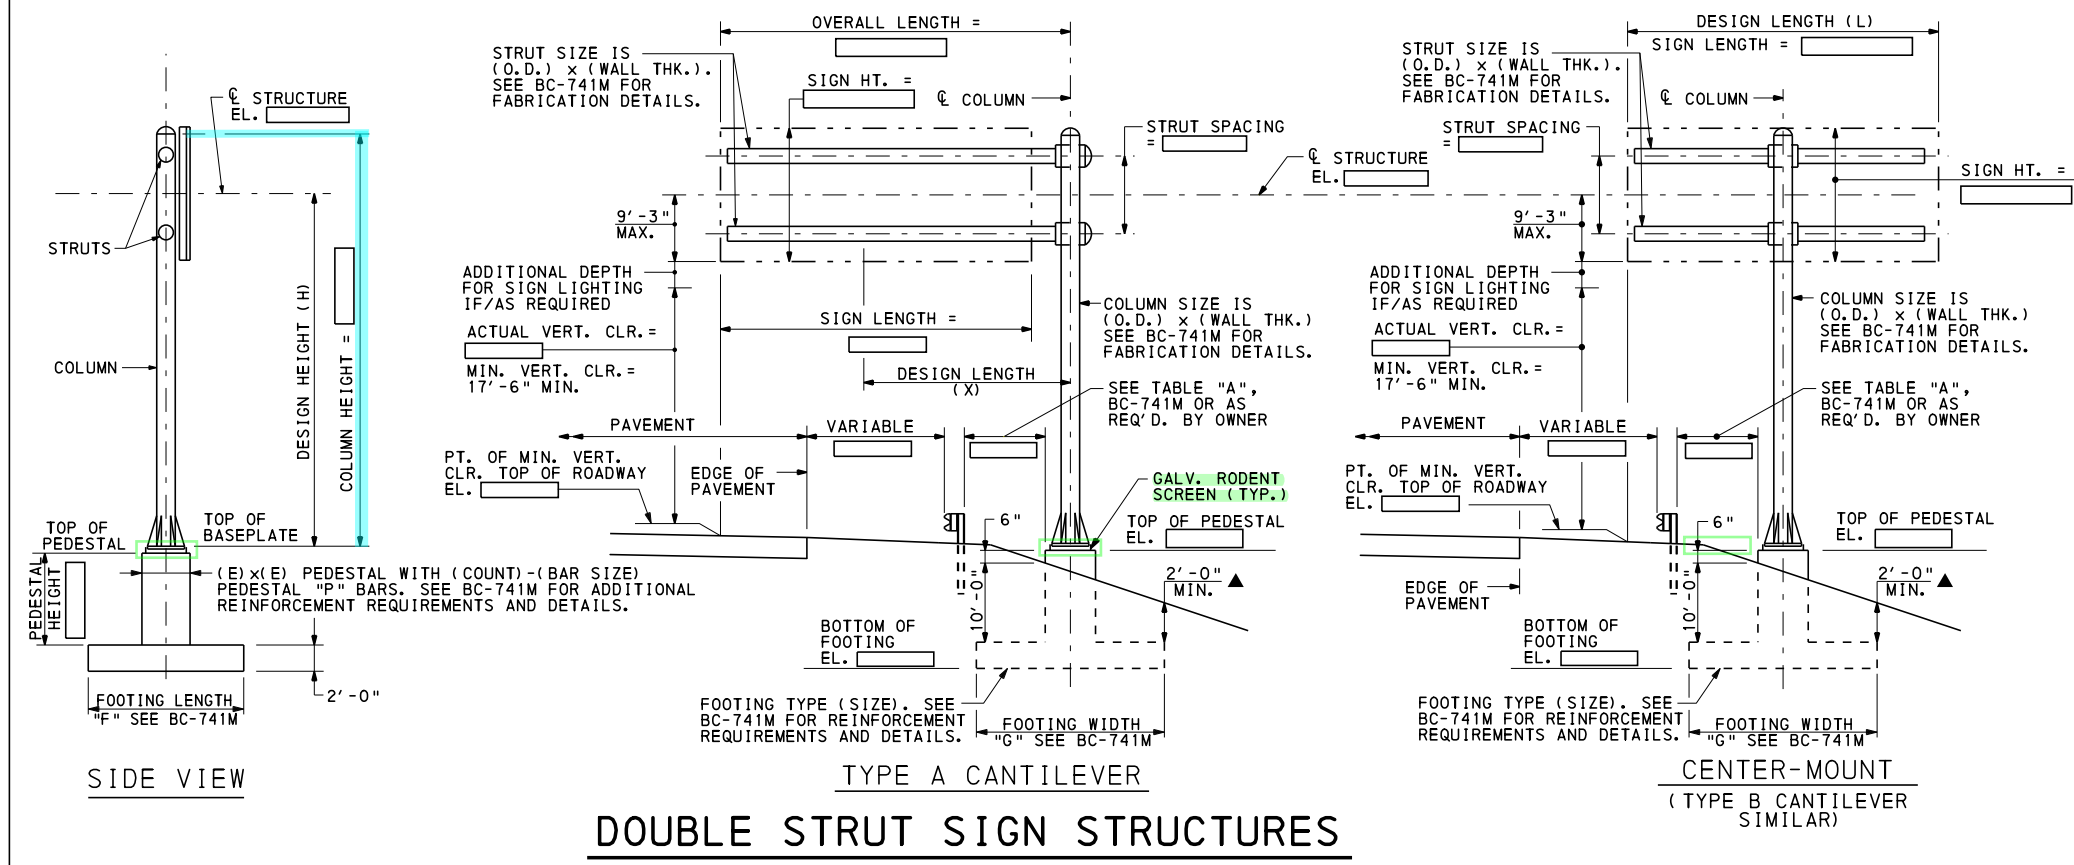 ℄ STRUCTURE
EL.
STRUTS
COLUMN
DESIGN HEIGHT (H)
COLUMN HEIGHT =
TOP OF
PEDESTAL
TOP OF
BASEPLATE
PEDESTAL
HEIGHT
(E)x(E) PEDESTAL WITH (COUNT)-(BAR SIZE)
PEDESTAL "P" BARS. SEE BC-741M FOR ADDITIONAL
REINFORCEMENT REQUIREMENTS AND DETAILS.
2'-0"
FOOTING LENGTH
"F" SEE BC-741M
SIDE VIEW
OVERALL LENGTH =
STRUT SIZE IS
(O.D.) x (WALL THK.).
SEE BC-741M FOR
FABRICATION DETAILS.
SIGN HT. =
℄ COLUMN
STRUT SPACING
=
℄ STRUCTURE
EL.
9'-3"
MAX.
ADDITIONAL DEPTH
FOR SIGN LIGHTING
IF/AS REQUIRED
ACTUAL VERT. CLR.=
MIN. VERT. CLR.=
17'-6" MIN.
SIGN LENGTH =
DESIGN LENGTH
(X)
COLUMN SIZE IS
(O.D.) x (WALL THK.)
SEE BC-741M FOR
FABRICATION DETAILS.
SEE TABLE "A",
BC-741M OR AS
REQ'D. BY OWNER
PAVEMENT
VARIABLE
PT. OF MIN. VERT.
CLR. TOP OF ROADWAY
EL.
EDGE OF
PAVEMENT
GALV. RODENT
SCREEN (TYP.)
6"
TOP OF PEDESTAL
EL.
10'-0"
2'-0" ▲
MIN.
BOTTOM OF
FOOTING
EL.
FOOTING TYPE (SIZE). SEE
BC-741M FOR REINFORCEMENT
REQUIREMENTS AND DETAILS.
FOOTING WIDTH
"G" SEE BC-741M
TYPE A CANTILEVER
DESIGN LENGTH (L)
SIGN LENGTH =
STRUT SIZE IS
(O.D.) x (WALL THK.).
SEE BC-741M FOR
FABRICATION DETAILS.
℄ COLUMN
STRUT SPACING
=
SIGN HT. =
9'-3"
MAX.
ADDITIONAL DEPTH
FOR SIGN LIGHTING
IF/AS REQUIRED
ACTUAL VERT. CLR.=
MIN. VERT. CLR.=
17'-6" MIN.
COLUMN SIZE IS
(O.D.) x (WALL THK.)
SEE BC-741M FOR
FABRICATION DETAILS.
SEE TABLE "A",
BC-741M OR AS
REQ'D. BY OWNER
PAVEMENT
VARIABLE
PT. OF MIN. VERT.
CLR. TOP OF ROADWAY
EL.
6"
TOP OF PEDESTAL
EL.
EDGE OF
PAVEMENT
10'-0"
2'-0" ▲
MIN.
BOTTOM OF
FOOTING
EL.
FOOTING TYPE (SIZE). SEE
BC-741M FOR REINFORCEMENT
REQUIREMENTS AND DETAILS.
FOOTING WIDTH
"G" SEE BC-741M
CENTER-MOUNT
(TYPE B CANTILEVER
SIMILAR)
DOUBLE STRUT SIGN STRUCTURES